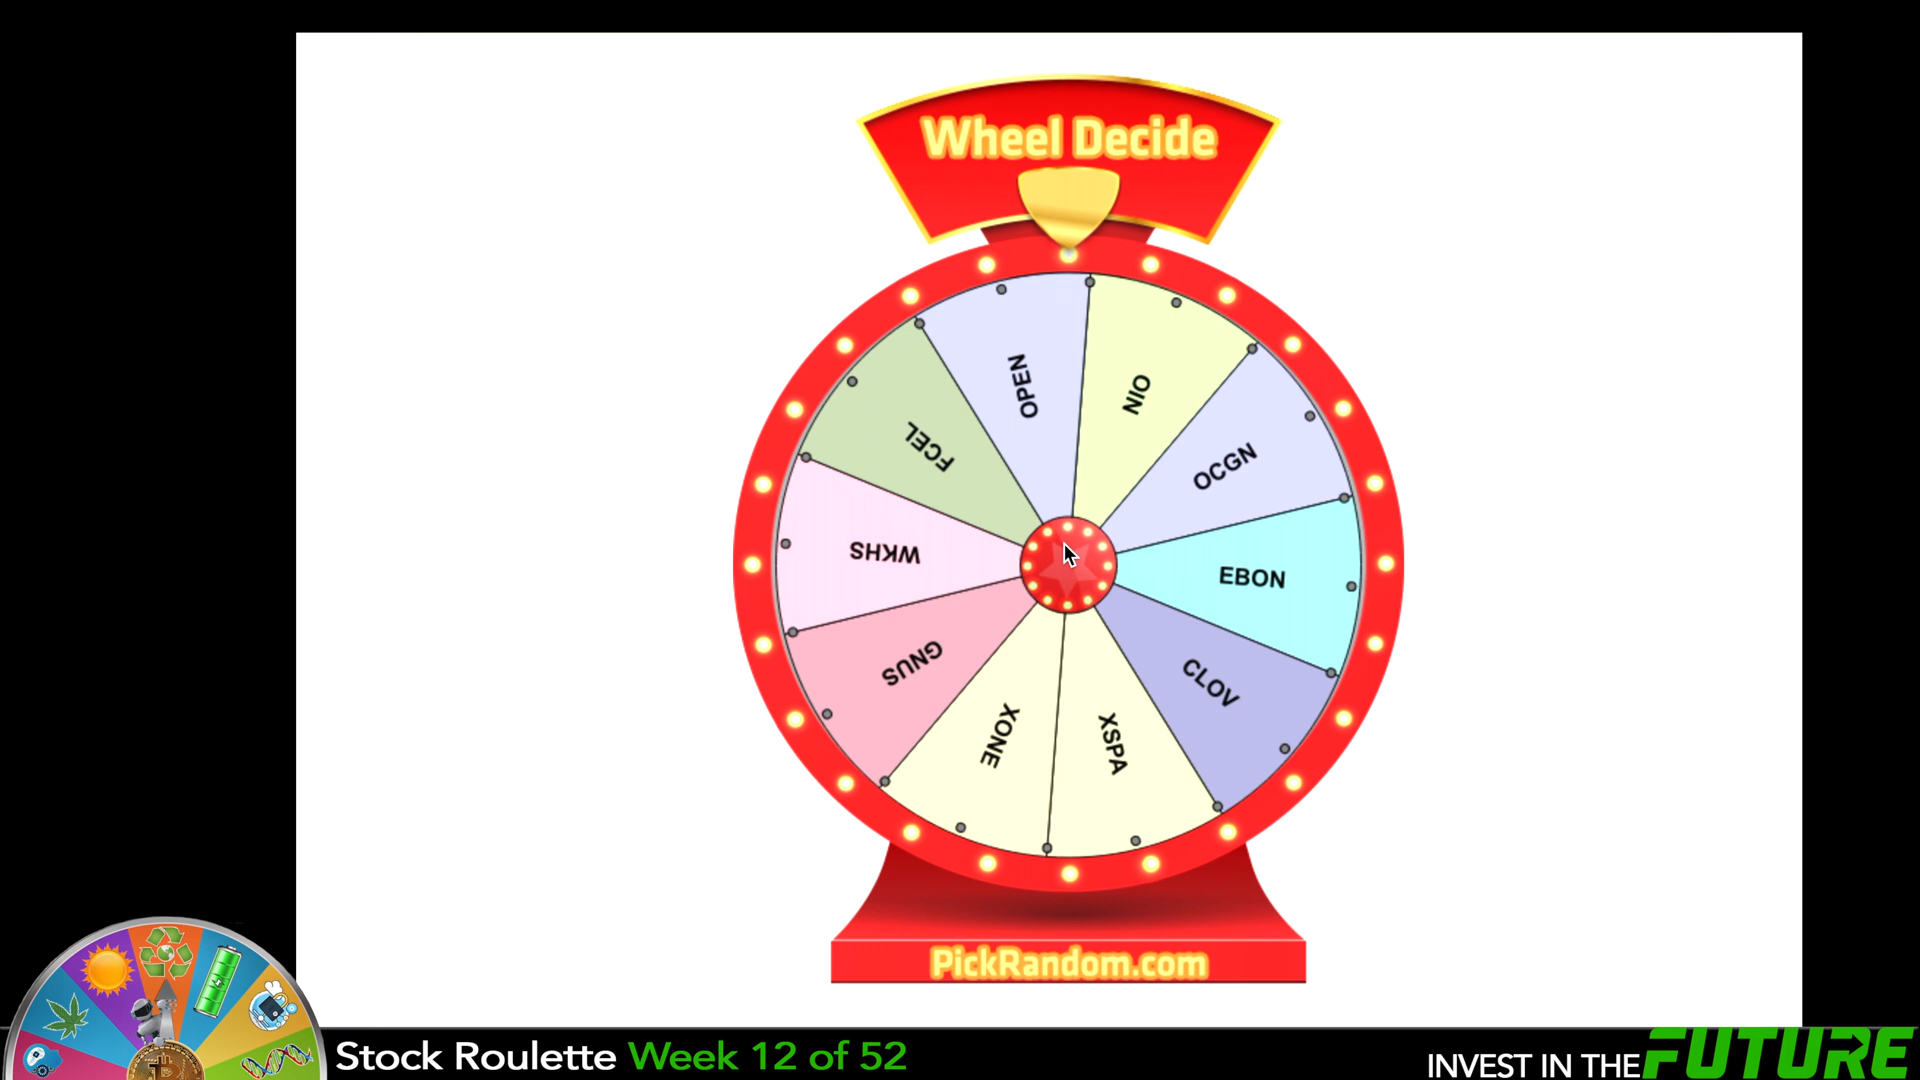 Wheel Decide
OPEN
NIO
OCGN
EBON
CLOV
XSPA
XONE
GNUS
WKHS
FCEL
PickRandom.com
Stock Roulette Week 12 of 52
INVEST IN THE FUTURE